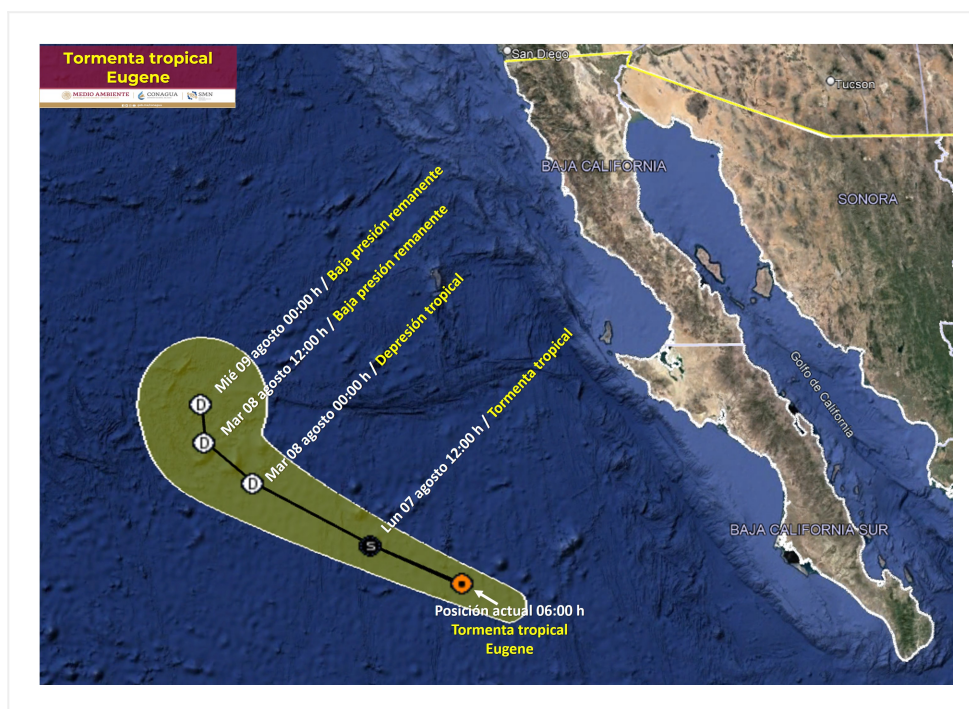 Tormenta tropical
Eugene
MEDIO AMBIENTE
CONAGUA
SMN
San Diego
Tucson
BAJA CALIFORNIA
SONORA
Mié 09 agosto 00:00 h / Baja presión remanente
Mar 08 agosto 12:00 h / Baja presión remanente
Mar 08 agosto 00:00 h / Depresión tropical
Lun 07 agosto 12:00 h / Tormenta tropical
Golfo de California
D
D
D
S
BAJA CALIFORNIA SUR
Posición actual 06:00 h
Tormenta tropical
Eugene